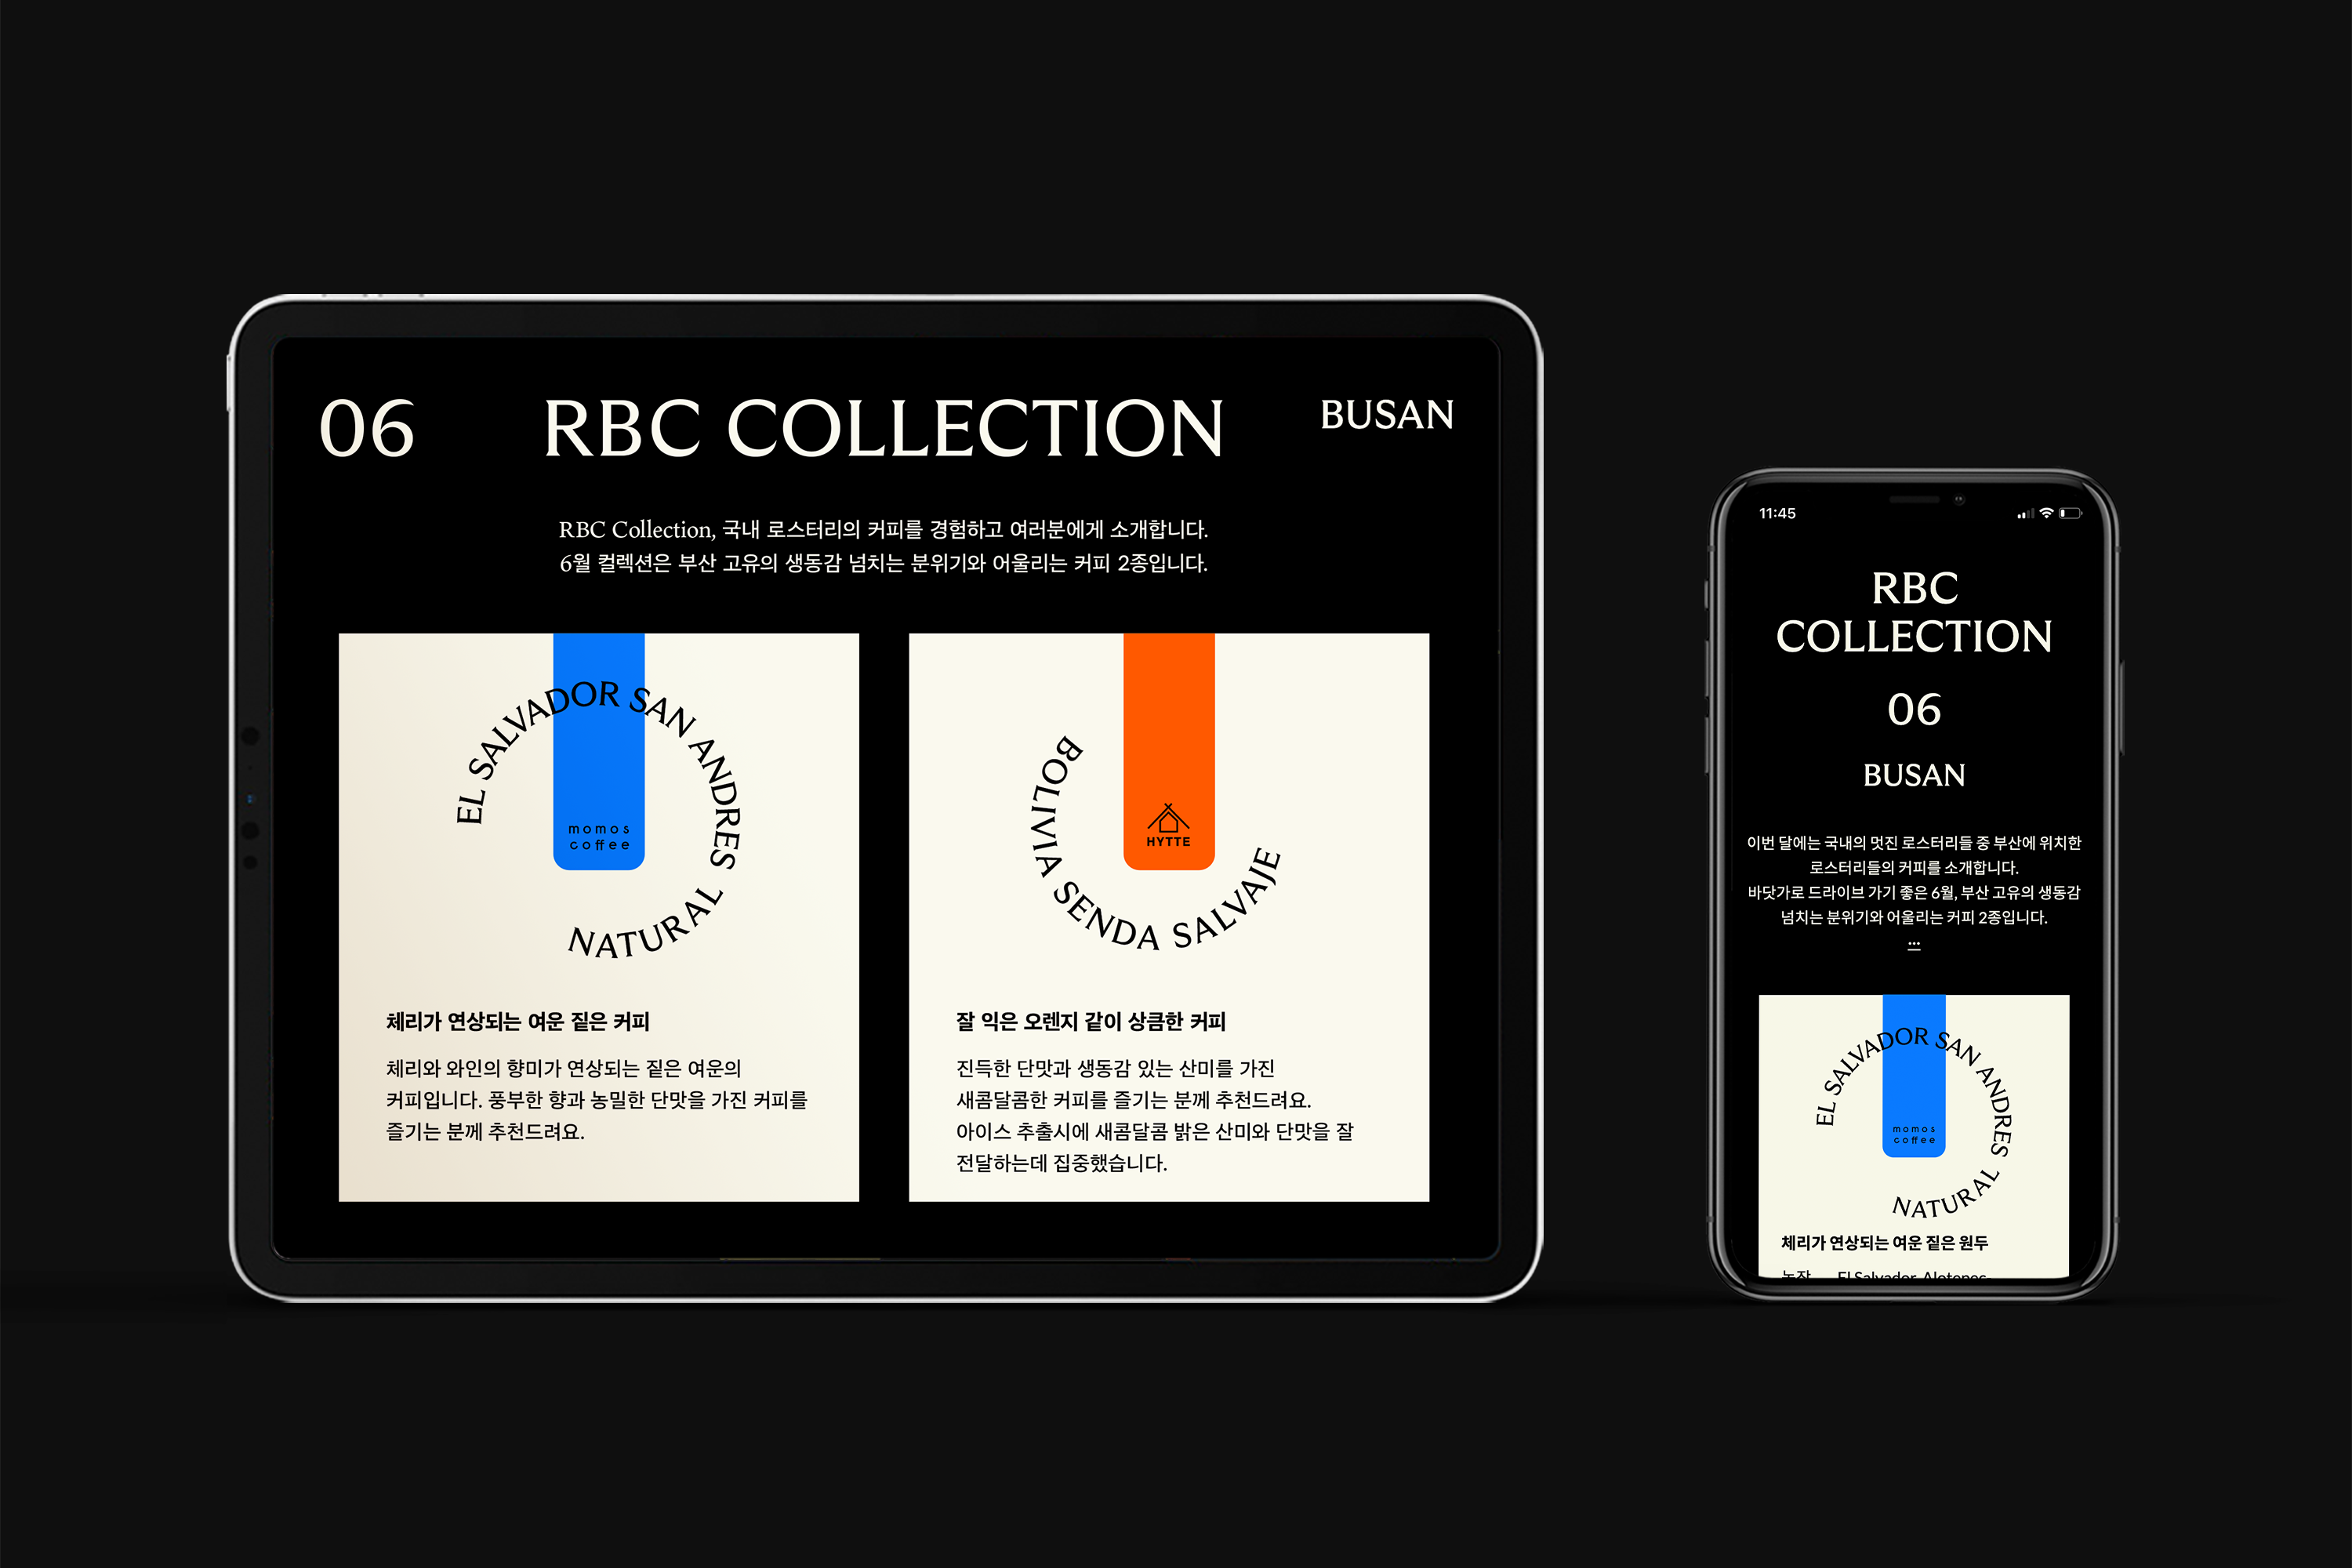 06
RBC COLLECTION
BUSAN
RBC Collection, 국내 로스터리의 커피를 경험하고 여러분에게 소개합니다.
6월 컬렉션은 부산 고유의 생동감 넘치는 분위기와 어울리는 커피 2종입니다.
EL SALVADOR SAN ANDRES NATURAL
momos
coffee
체리가 연상되는 여운 짙은 커피
체리와 와인의 향미가 연상되는 짙은 여운의
커피입니다. 풍부한 향과 농밀한 단맛을 가진 커피를
즐기는 분께 추천드려요.
BOLIVIA SENDA SALVAJE
HYTTE
잘 익은 오렌지 같이 상큼한 커피
진득한 단맛과 생동감 있는 산미를 가진
새콤달콤한 커피를 즐기는 분께 추천드려요.
아이스 추출시에 새콤달콤 밝은 산미와 단맛을 잘
전달하는데 집중했습니다.
11:45
RBC
COLLECTION
06
BUSAN
이번 달에는 국내의 멋진 로스터리들 중 부산에 위치한
로스터리들의 커피를 소개합니다.
바닷가로 드라이브 가기 좋은 6월, 부산 고유의 생동감
넘치는 분위기와 어울리는 커피 2종입니다.
...
EL SALVADOR SAN ANDRES NATURAL
momos
coffee
체리가 연상되는 여운 짙은 원두
El Salvador